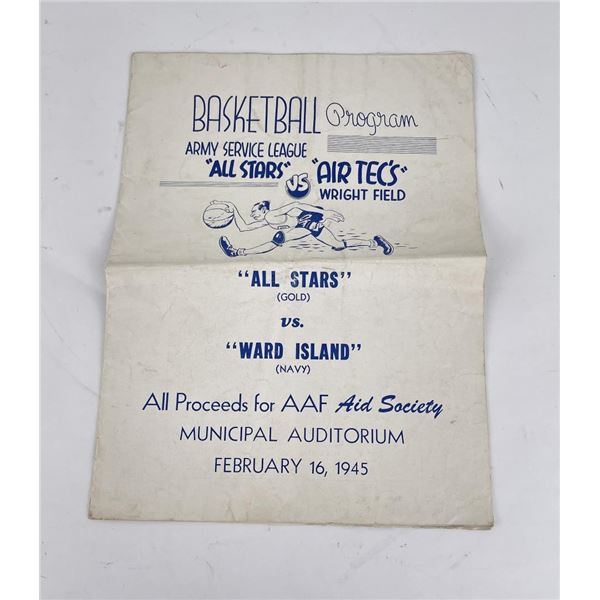 BASKETBALL Program
ARMY SERVICE LEAGUE
"ALL STARS" VS "AIR TEC'S"
WRIGHT FIELD
"ALL STARS"
(GOLD)
vs.
"WARD ISLAND"
(NAVY)
All Proceeds for AAF Aid Society
MUNICIPAL AUDITORIUM
FEBRUARY 16, 1945